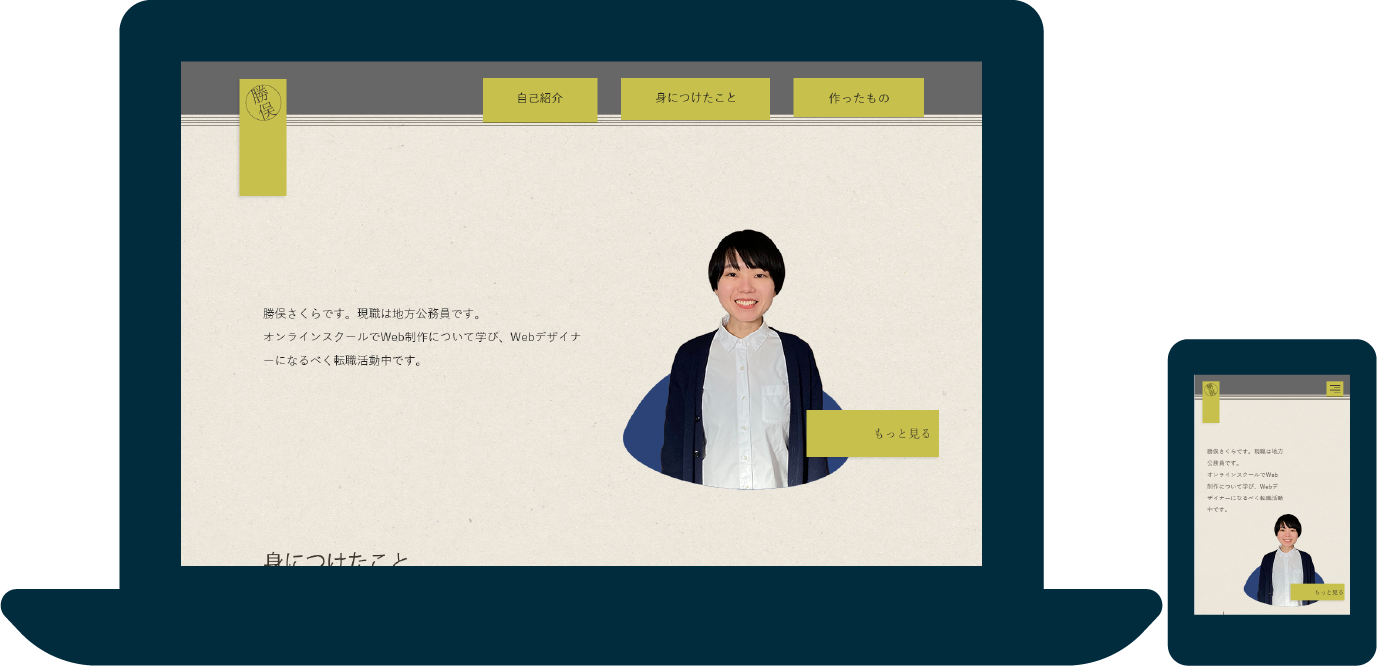 勝俣
自己紹介
身につけたこと
作ったもの
勝俣さくらです。現職は地方公務員です。
オンラインスクールでWeb制作について学び、Webデザイナ
ーになるべく転職活動中です。
もっと見る
身につけたこと
勝俣
勝俣さくらです。現職は地方
公務員です。
オンラインスクールでWeb
制作について学び、Webデ
ザイナーになるべく転職活動
中です。
もっと見る